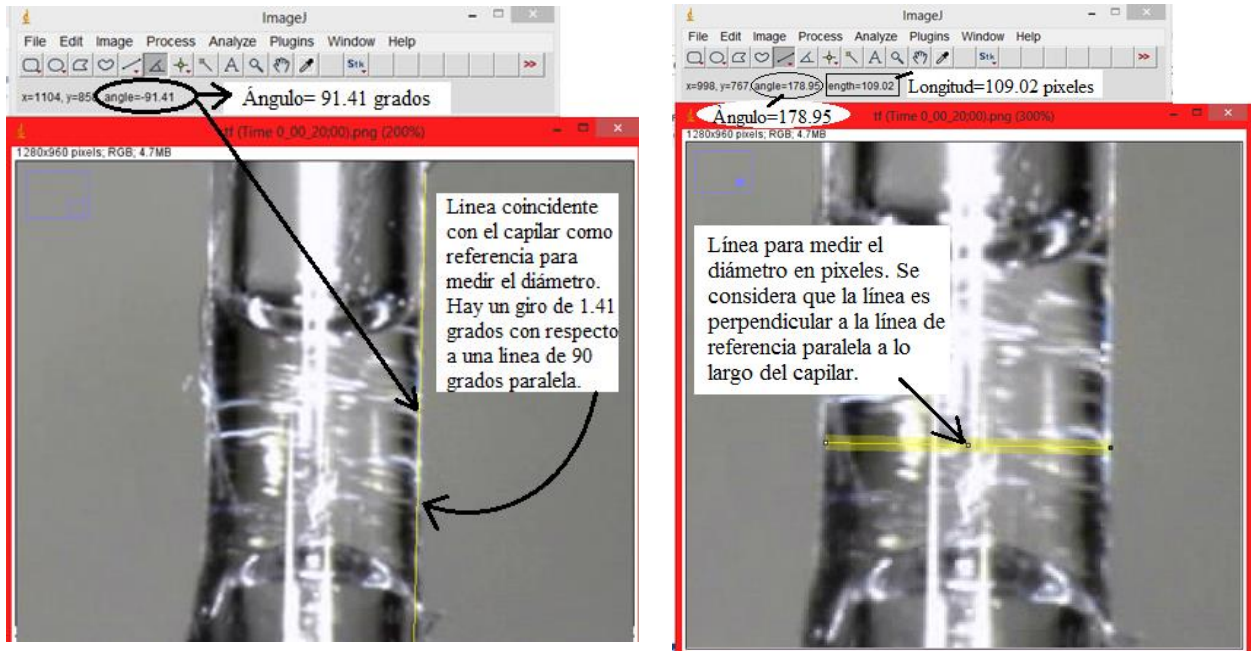 ImageJ
File Edit Image Process Analyze Plugins Window Help
A Stk >>
x=1104, y=858, angle=-91.41
Ángulo= 91.41 grados
tf (Time 0_00_20;00).png (200%)
1280x960 pixels; RGB; 4.7MB
Linea coincidente
con el capilar como
referencia para
medir el diámetro.
Hay un giro de 1.41
grados con respecto
a una linea de 90
grados paralela.
ImageJ
File Edit Image Process Analyze Plugins Window Help
A Stk >>
x=998, y=767, angle=178.95, length=109.02
Longitud=109.02 pixeles
Ángulo=178.95
tf (Time 0_00_20;00).png (300%)
1280x960 pixels; RGB; 4.7MB
Línea para medir el
diámetro en pixeles. Se
considera que la línea es
perpendicular a la línea de
referencia paralela a lo
largo del capilar.